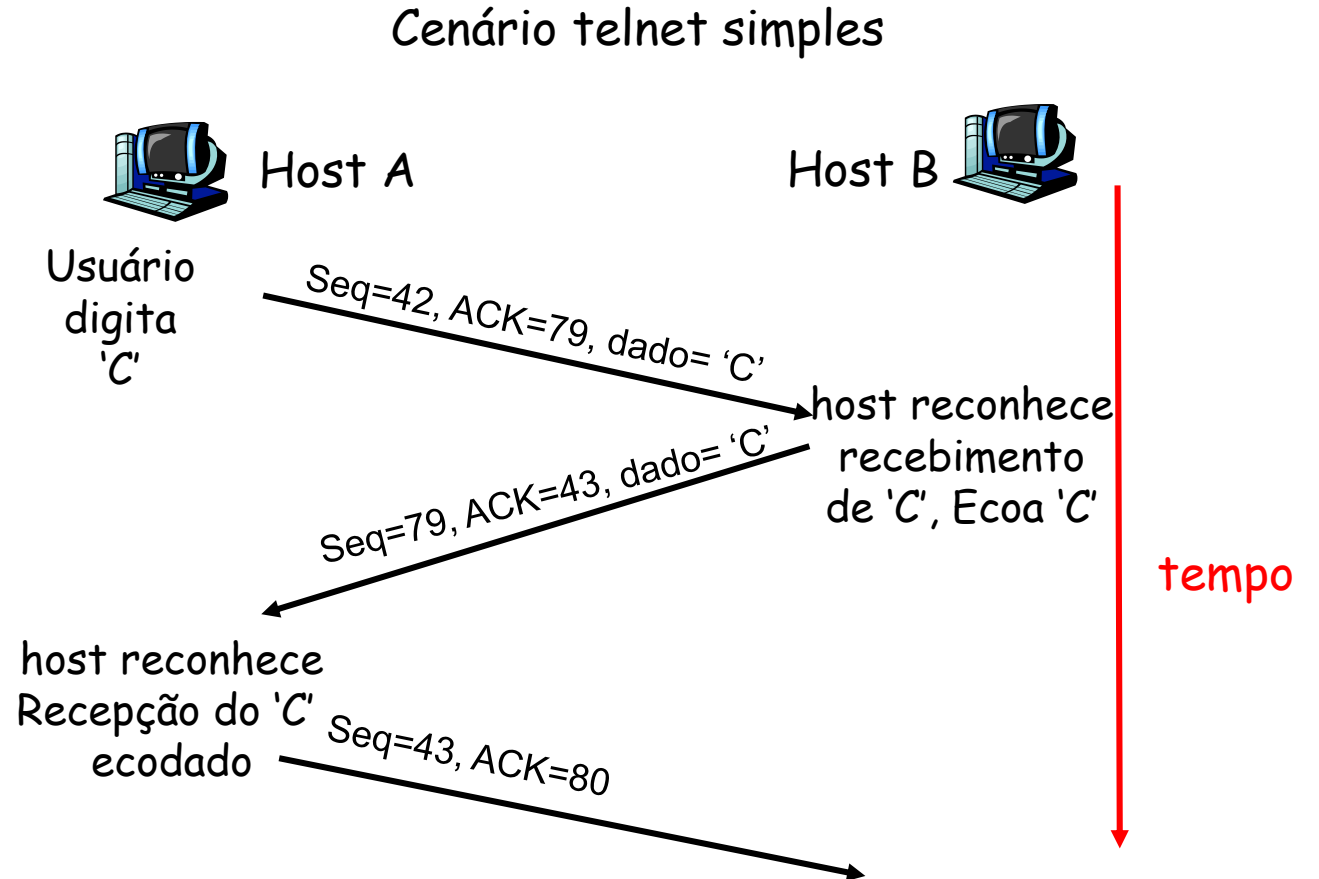 Cenário telnet simples
Host A
Host B
Usuário
digita
‘C’
Seq=42, ACK=79, dado= ‘C’
host reconhece
recebimento
de ‘C’, Ecoa ‘C’
Seq=79, ACK=43, dado= ‘C’
tempo
host reconhece
Recepção do ‘C’
ecodado
Seq=43, ACK=80